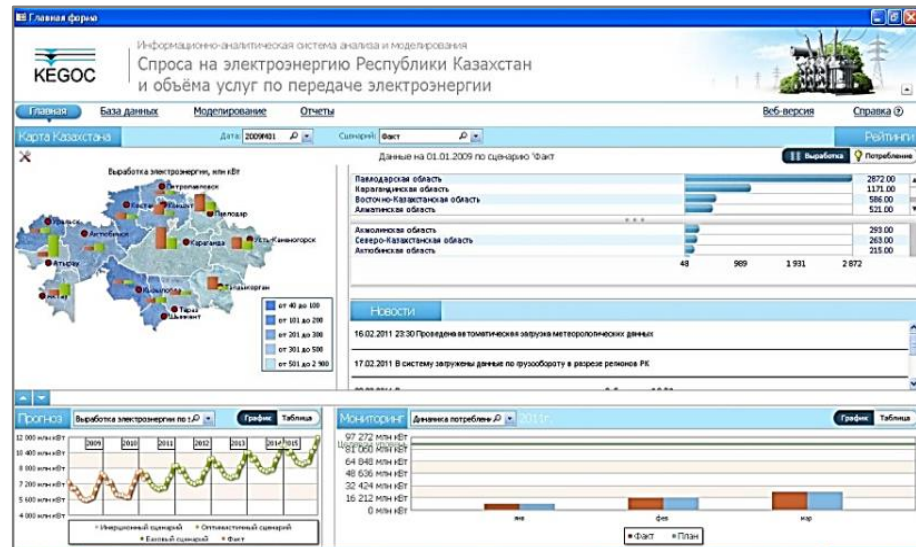 Главная форма
KEGOC
Информационно-аналитическая система анализа и моделирования
Спроса на электроэнергию Республики Казахстан
и объёма услуг по передаче электроэнергии
Главная База данных Моделирование Отчеты Веб-версия Справка
Карта Казахстана Дата: 2009M01 Сценарий: Факт Рейтинги
Данные на 01.01.2009 по сценарию 'Факт Выработка Потребление
Выработка электроэнергии, млн кВт
Петропавловск
Костанай
Кокшет
Павлодар
Уральск
Актобинск
Караганда
Усть-Каменогорск
Атырау
Актау
Кызылорда
Талдыкорган
Тараз
Шымкент
от 40 до 100
от 101 до 200
от 201 до 300
от 301 до 500
от 501 до 2 900
Павлодарская область 2872.00
Карагандинская область 1171.00
Восточно-Казахстанская область 586.00
Алматинская область 521.00
Акмолинская область 293.00
Северо-Казахстанская область 263.00
Актюбинская область 215.00
48 989 1 931 2 872
Новости
16.02.2011 23:30 Проведена автоматическая загрузка метеорологических данных
17.02.2011 В систему загружены данные по грузообороту в разрезе регионов РК
Прогноз Выработка электроэнергии по График Таблица
12 000 млн кВт
10 400 млн кВт
8 800 млн кВт
7 200 млн кВт
5 600 млн кВт
4 000 млн кВт
2009 2010 2011 2012 2013 2014 2015
Инерционный сценарий Оптимистичный сценарий
Базовый сценарий Факт
Мониторинг Динамика потреблен 2011г. График Таблица
97 272 млн кВт
81 060 млн кВт
64 848 млн кВт
48 636 млн кВт
32 424 млн кВт
16 212 млн кВт
0 млн кВт
янв фев мар
Факт План